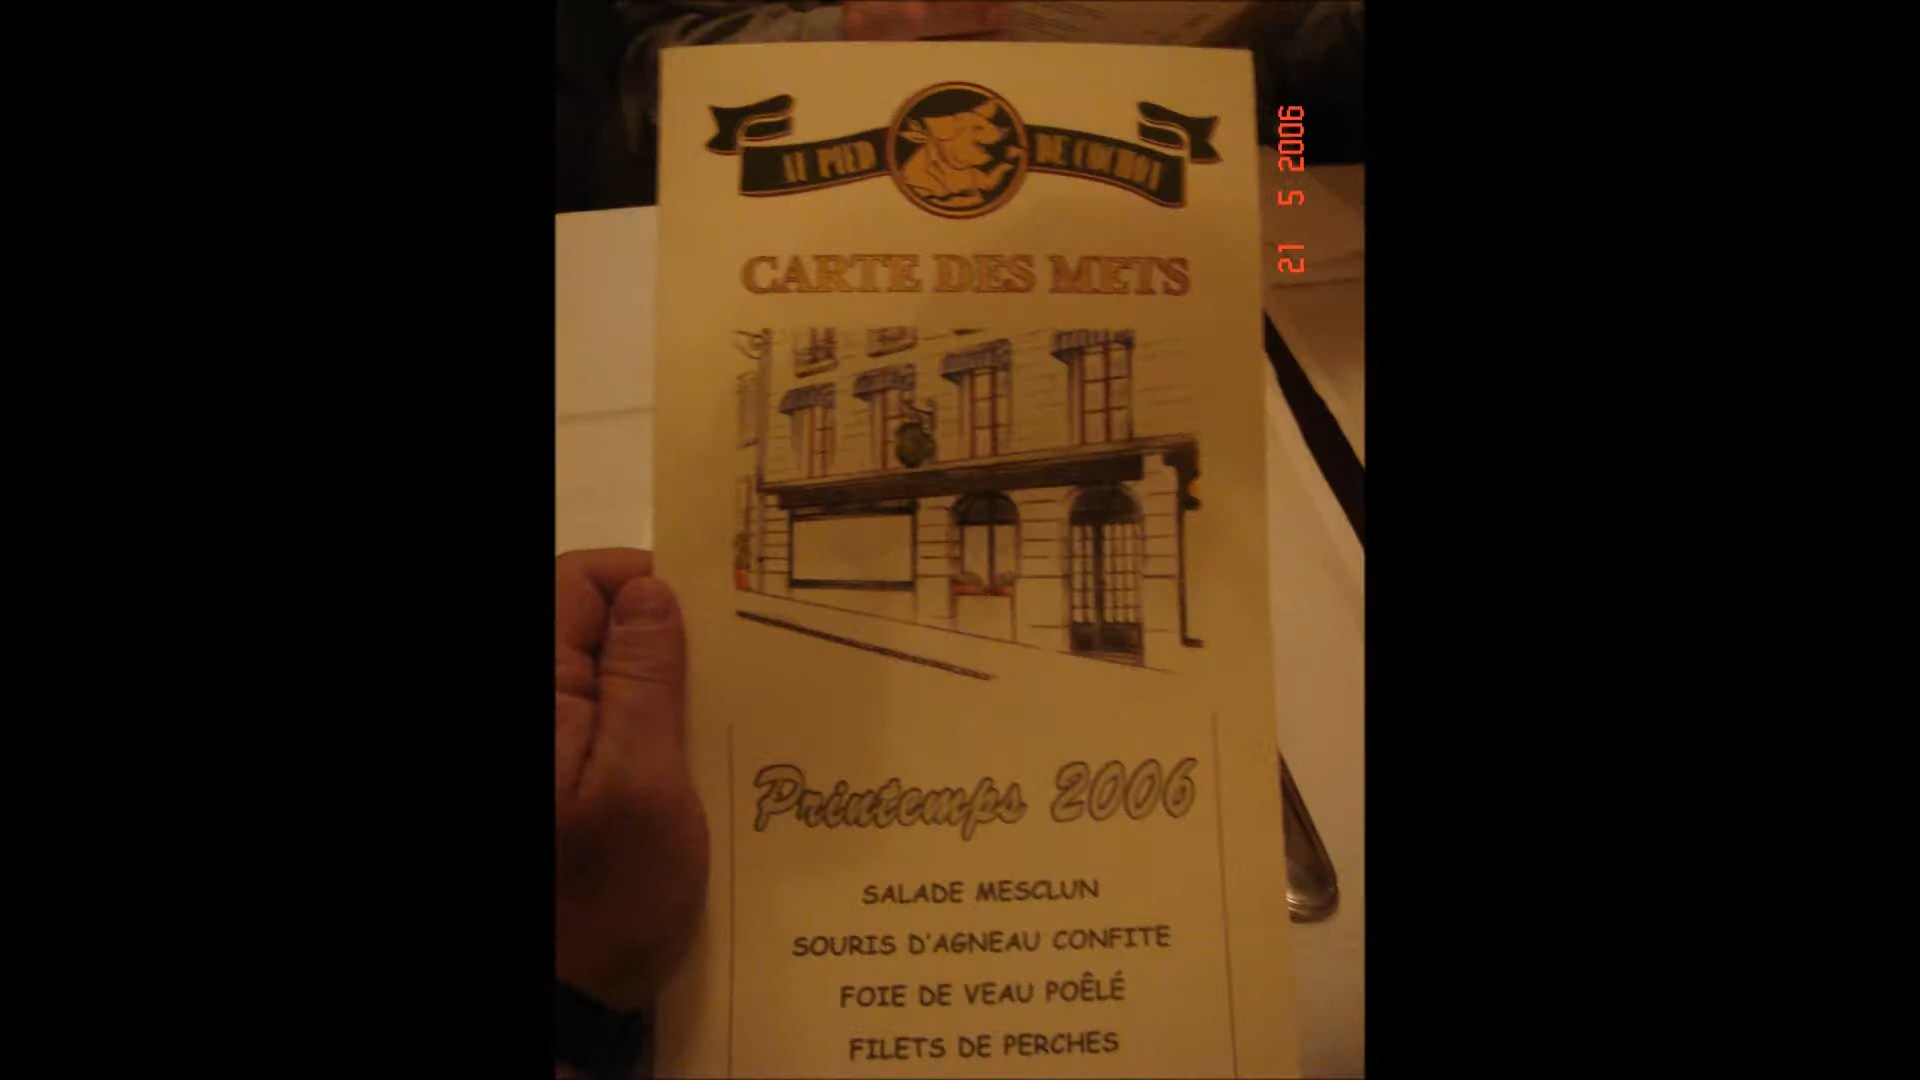 AU PIED DE COCHON
CARTE DES METS
Printemps 2006
SALADE MESCLUN
SOURIS D'AGNEAU CONFITE
FOIE DE VEAU POÊLÉ
FILETS DE PERCHES
21 5 2006